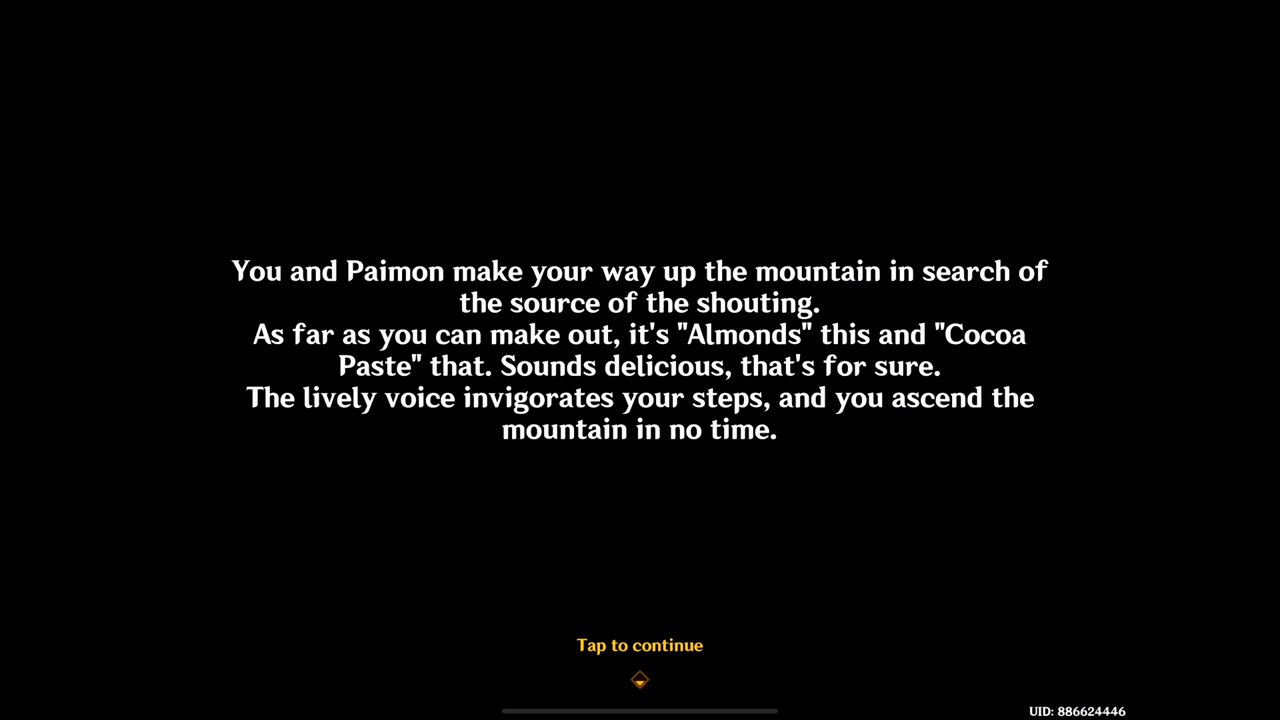 You and Paimon make your way up the mountain in search of
the source of the shouting.
As far as you can make out, it's "Almonds" this and "Cocoa
Paste" that. Sounds delicious, that's for sure.
The lively voice invigorates your steps, and you ascend the
mountain in no time.
Tap to continue
UID: 886624446